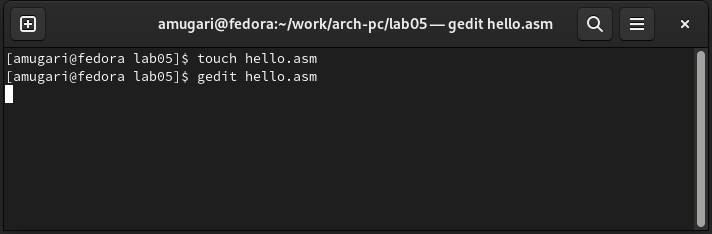 amugari@fedora:~/work/arch-pc/lab05 — gedit hello.asm
[amugari@fedora lab05]$ touch hello.asm
[amugari@fedora lab05]$ gedit hello.asm